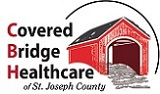 Covered
Bridge
Healthcare
of St. Joseph County